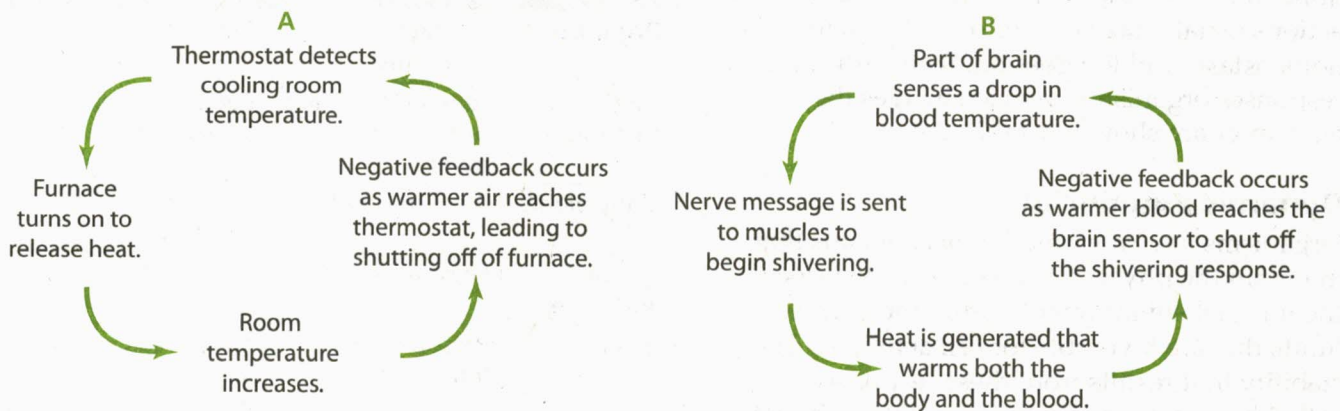 A
Thermostat detects
cooling room
temperature.
Furnace
turns on to
release heat.
Room
temperature
increases.
Negative feedback occurs
as warmer air reaches
thermostat, leading to
shutting off of furnace.
B
Part of brain
senses a drop in
blood temperature.
Nerve message is sent
to muscles to
begin shivering.
Heat is generated that
warms both the
body and the blood.
Negative feedback occurs
as warmer blood reaches the
brain sensor to shut off
the shivering response.